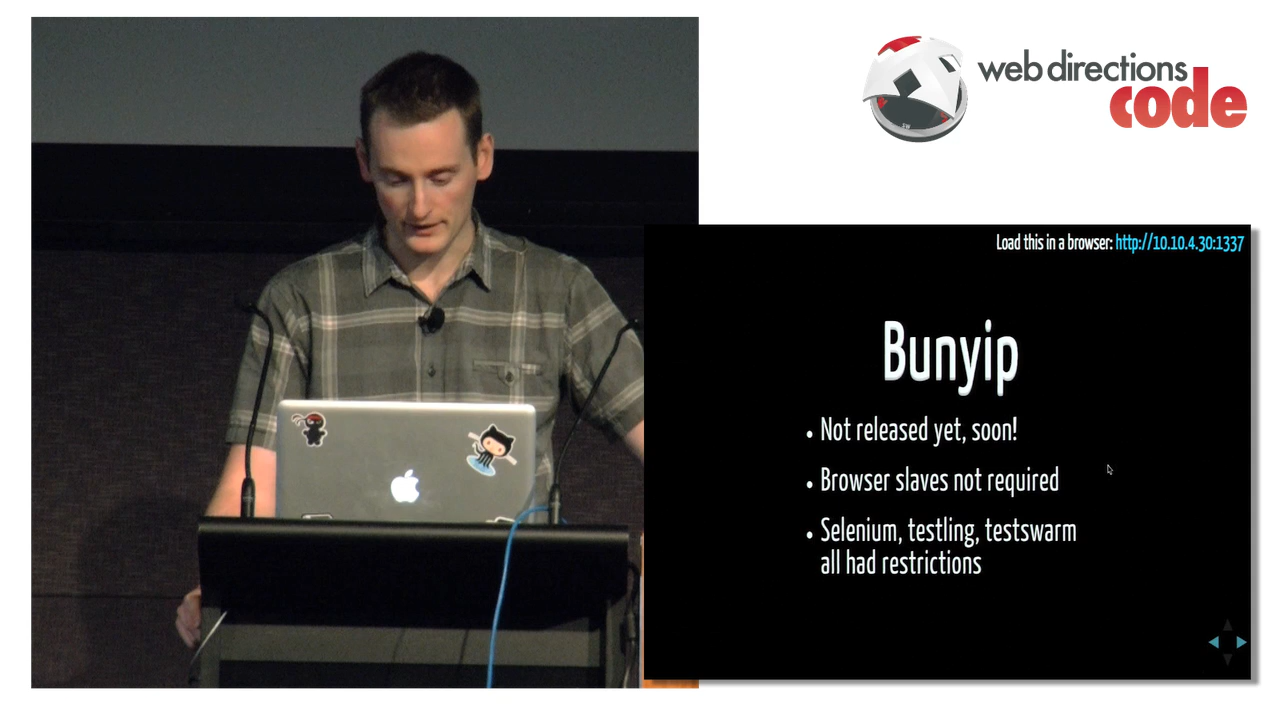 web directions
code
Load this in a browser: http://10.10.4.30:1337
Bunyip
• Not released yet, soon!
• Browser slaves not required
• Selenium, testling, testswarm
all had restrictions